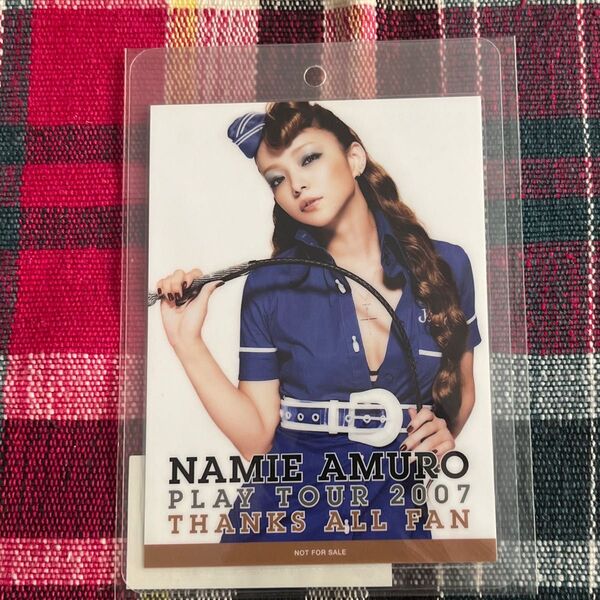 NAMIE AMURO
PLAY TOUR 2007
THANKS ALL FAN
NOT FOR SALE